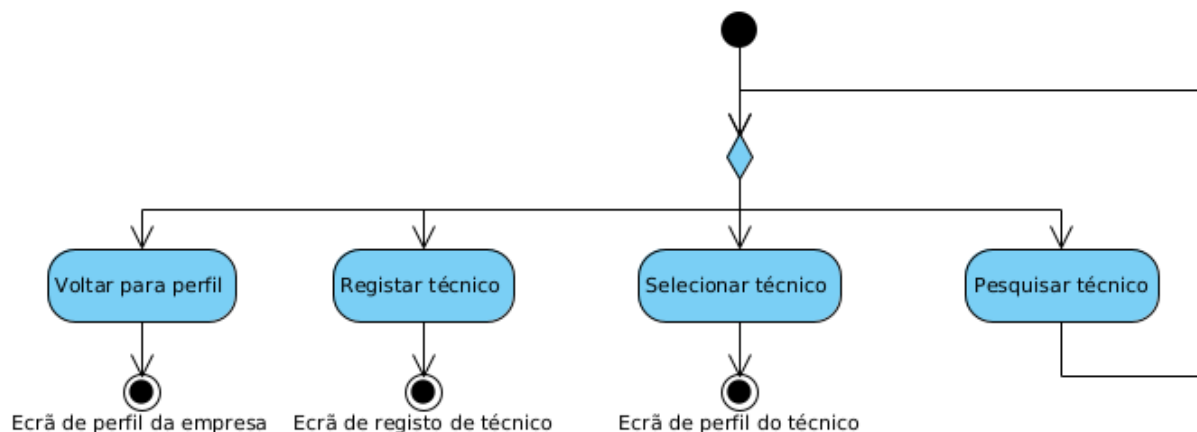 Voltar para perfil
Registar técnico
Selecionar técnico
Pesquisar técnico
Ecrã de perfil da empresa
Ecrã de registo de técnico
Ecrã de perfil do técnico